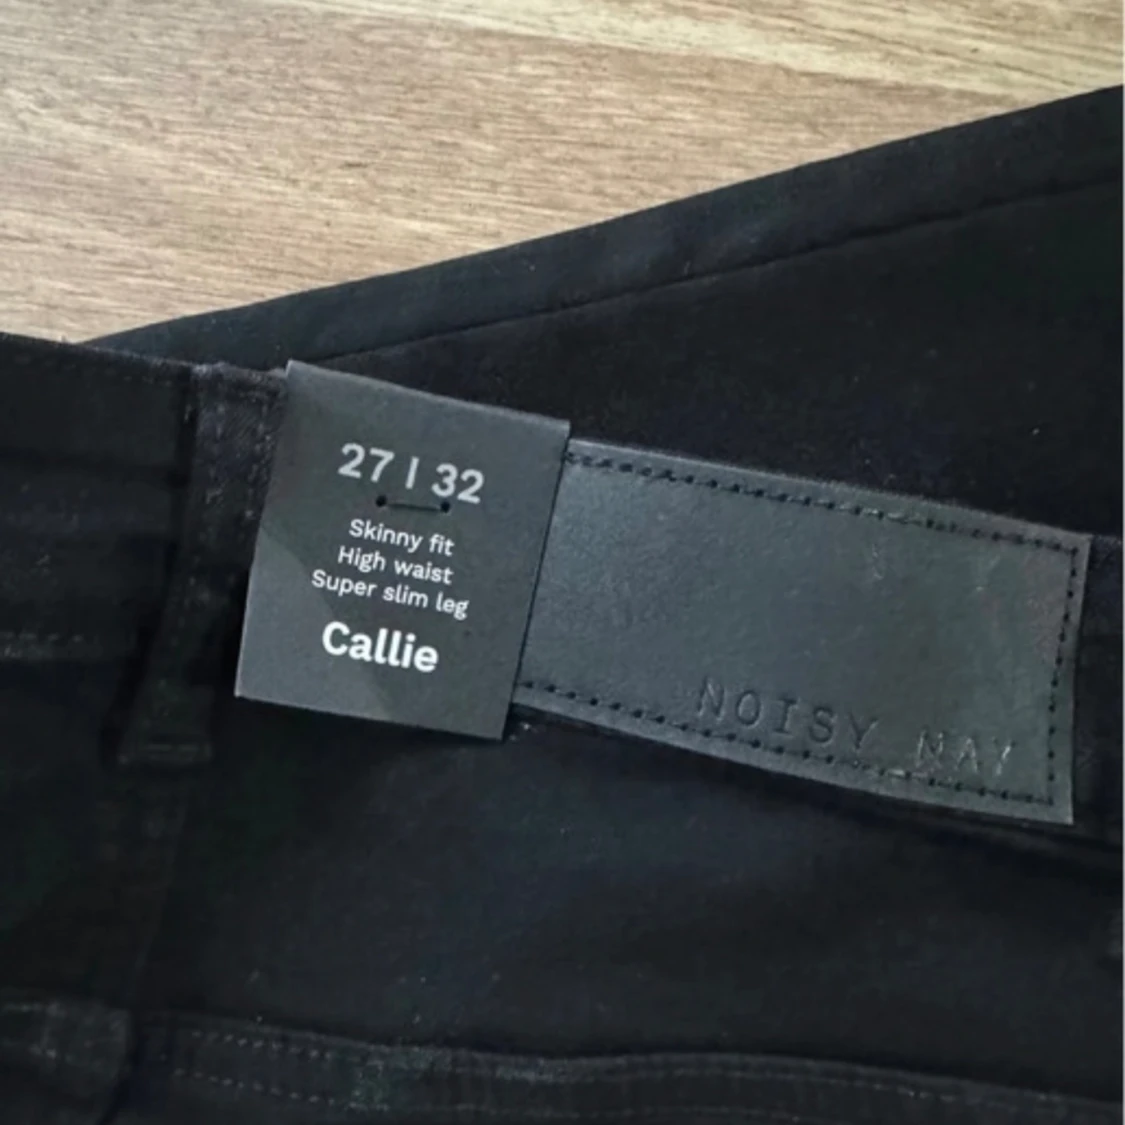 27 | 32
Skinny fit
High waist
Super slim leg
Callie
NOISY MAY